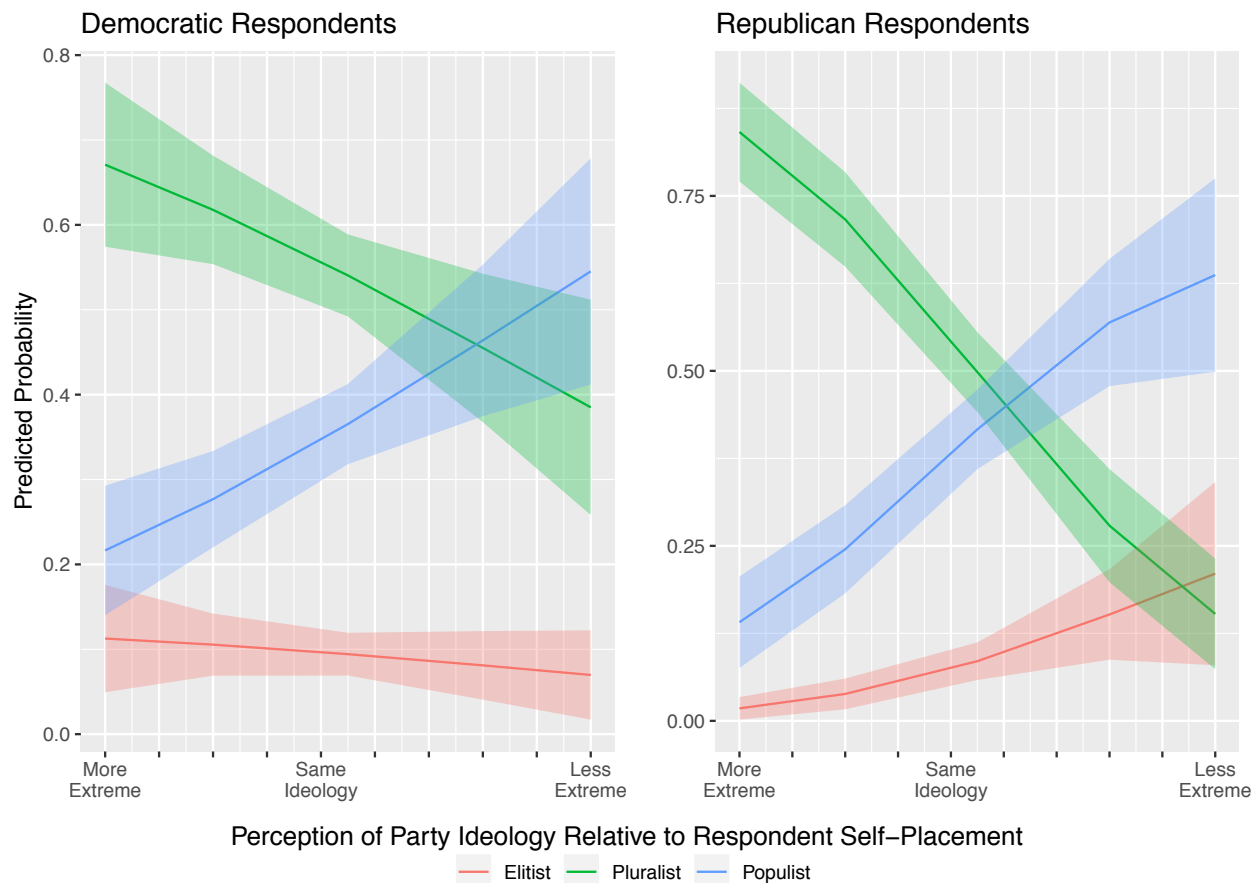 Democratic Respondents
Republican Respondents
Predicted Probability
0.8
0.6
0.4
0.2
0.0
0.75
0.50
0.25
0.00
More
Extreme
Same
Ideology
Less
Extreme
More
Extreme
Same
Ideology
Less
Extreme
Perception of Party Ideology Relative to Respondent Self−Placement
Elitist Pluralist Populist